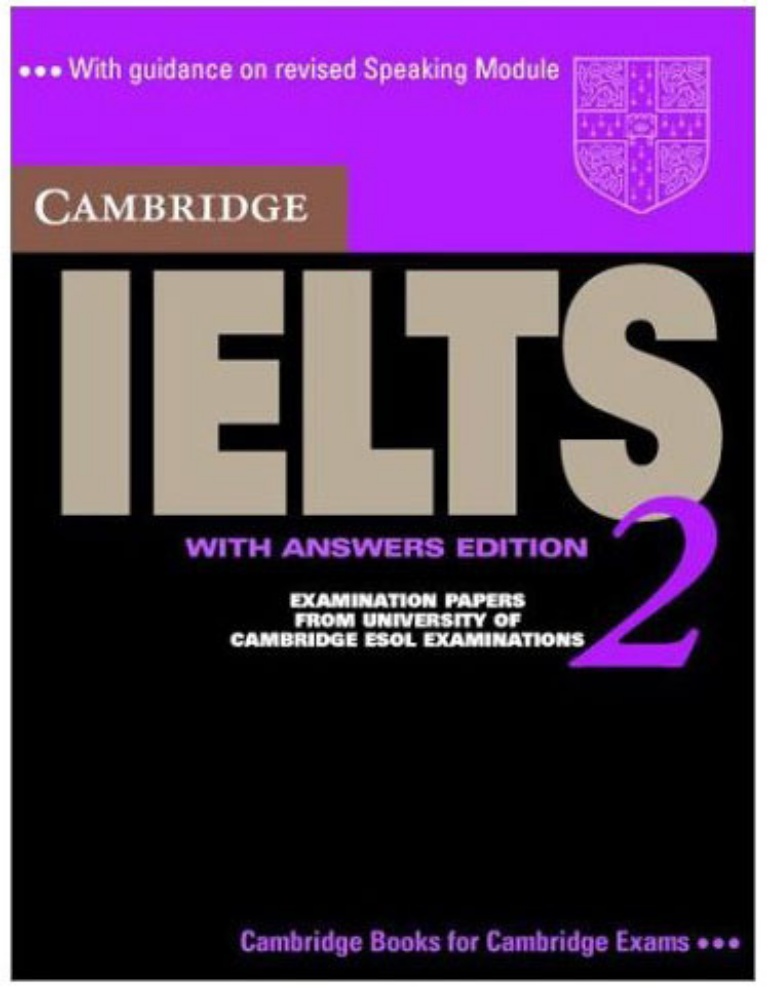 ••• With guidance on revised Speaking Module
CAMBRIDGE
IELTS
2
WITH ANSWERS EDITION
EXAMINATION PAPERS
FROM UNIVERSITY OF
CAMBRIDGE ESOL EXAMINATIONS
Cambridge Books for Cambridge Exams •••